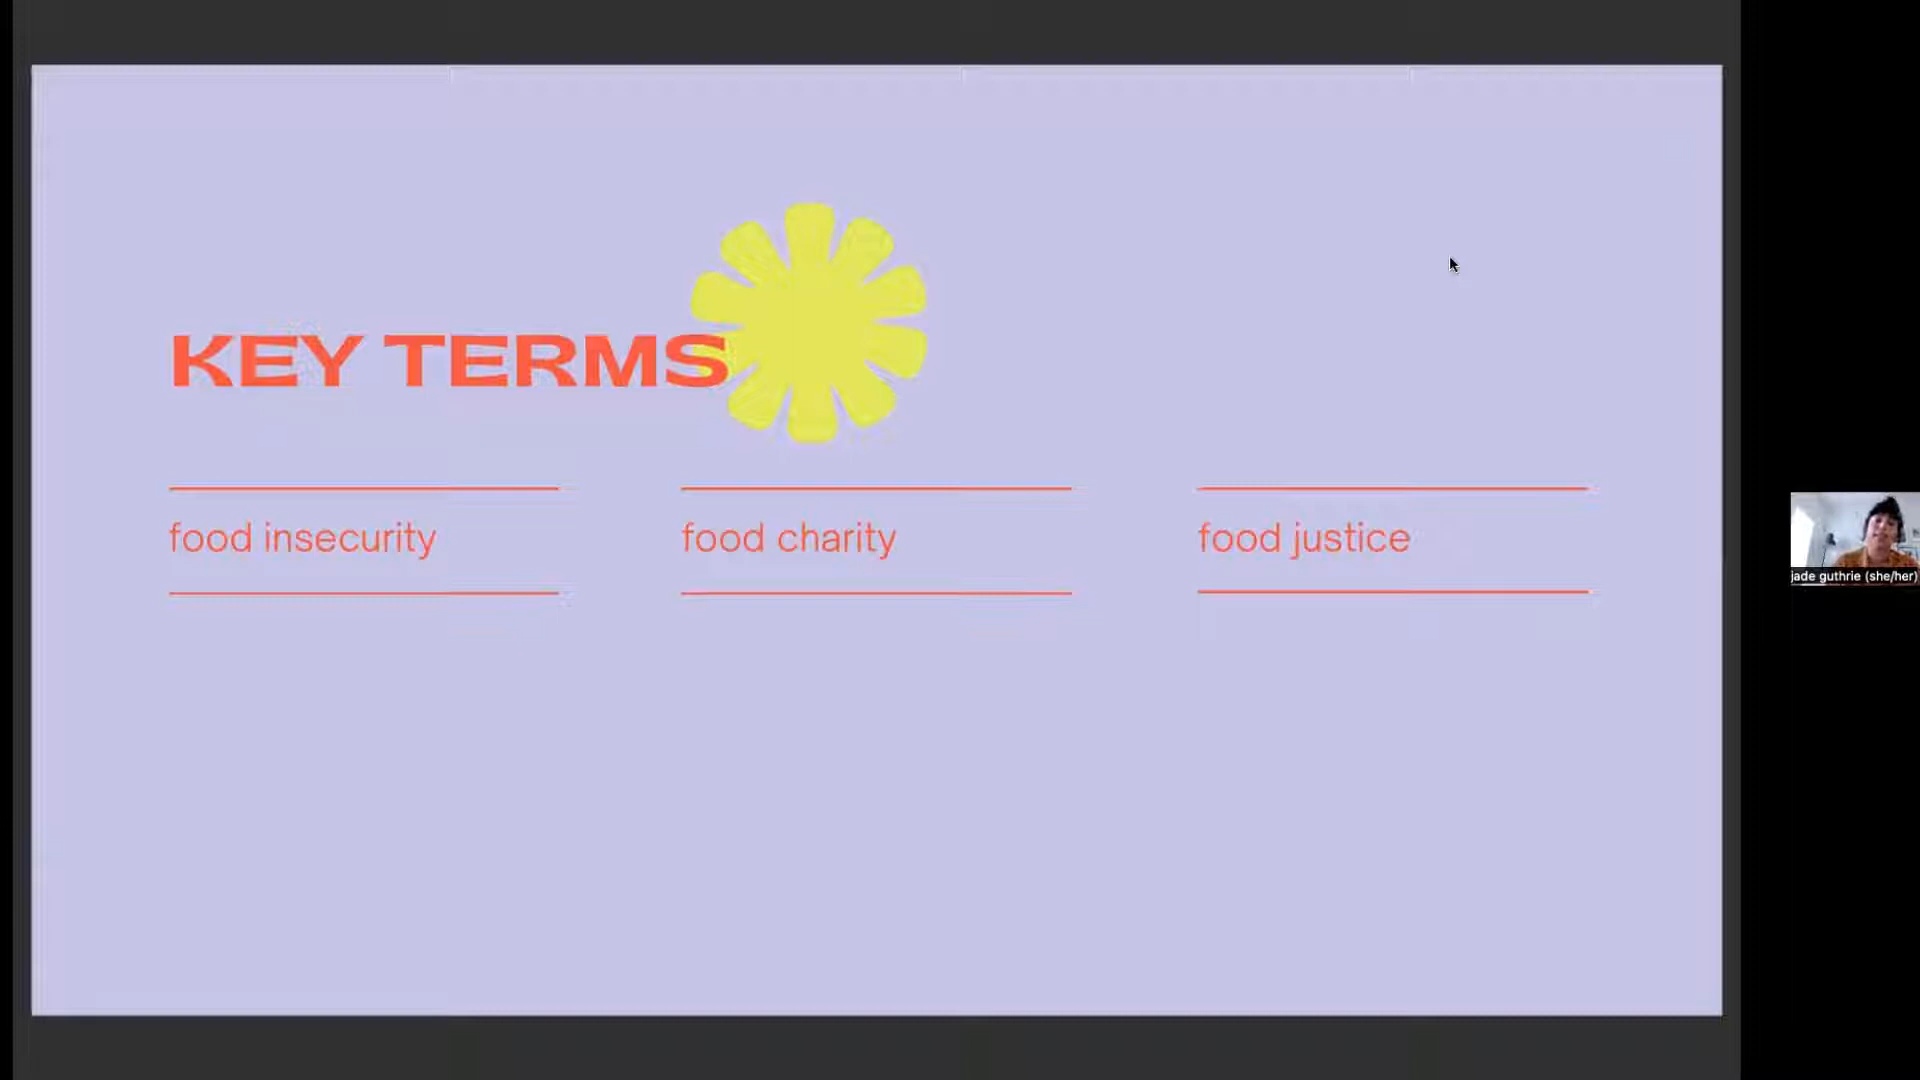 KEY TERMS
food insecurity
food charity
food justice
jade guthrie (she/her)